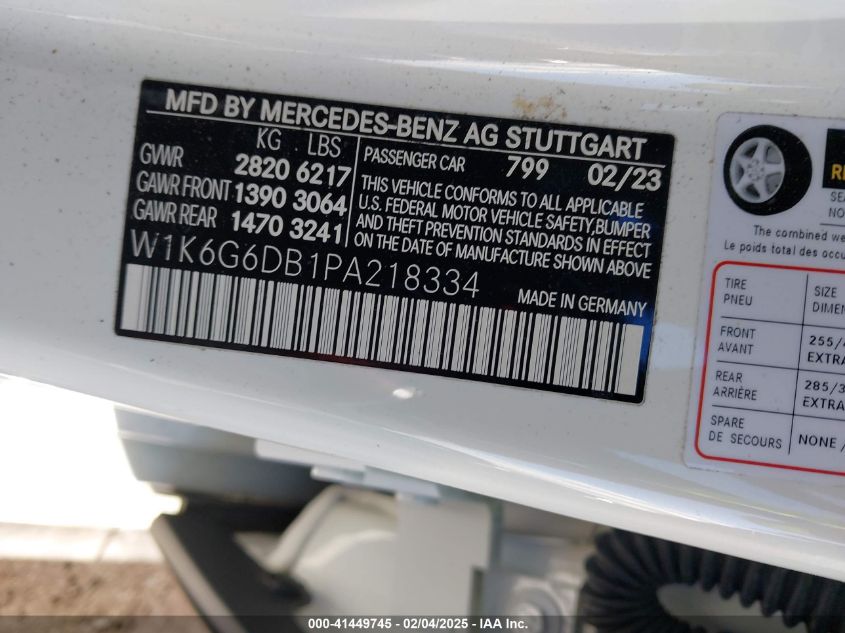 MFD BY MERCEDES-BENZ AG STUTTGART
KG LBS
GVWR 2820 6217
GAWR FRONT 1390 3064
GAWR REAR 1470 3241
PASSENGER CAR 799 02/23
THIS VEHICLE CONFORMS TO ALL APPLICABLE
U.S. FEDERAL MOTOR VEHICLE SAFETY, BUMPER
AND THEFT PREVENTION STANDARDS IN EFFECT
ON THE DATE OF MANUFACTURE SHOWN ABOVE
W1K6G6DB1PA218334
MADE IN GERMANY
The combined
Le poids total des
TIRE
PNEU
SIZE
FRONT
AVANT
255/
REAR
ARRIÈRE
285/3
SPARE
DE SECOURS
NONE /
000-41449745 - 02/04/2025 - IAA Inc.